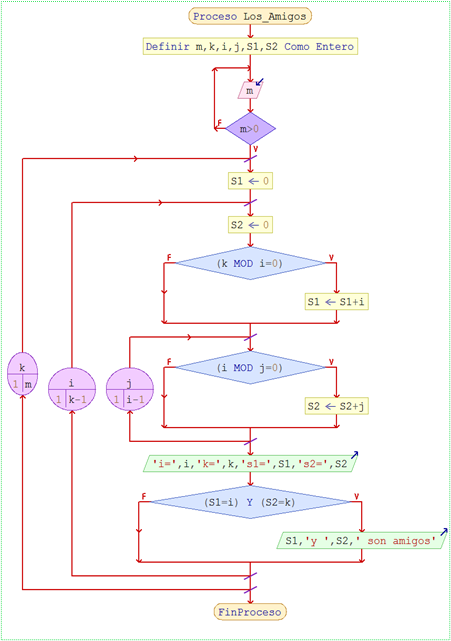 Proceso Los_Amigos
Definir m,k,i,j,S1,S2 Como Entero
m
F
m>0
V
S1 ← 0
S2 ← 0
F
(k MOD i=0)
V
S1 ← S1+i
k
1 m
i
1 k-1
j
1 i-1
F
(i MOD j=0)
V
S2 ← S2+j
'i=',i,'k=',k,'s1=',S1,'s2=',S2
F
(S1=i) Y (S2=k)
V
S1,'y ',S2,' son amigos'
FinProceso